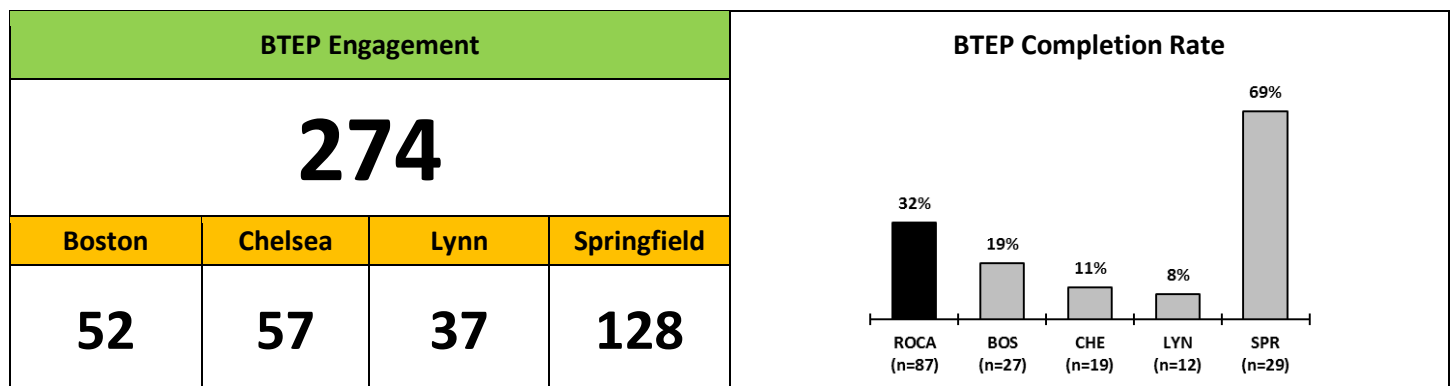 BTEP Engagement
274
Boston Chelsea Lynn Springfield
52 57 37 128
BTEP Completion Rate
69%
32%
19%
11%
8%
ROCA BOS CHE LYN SPR
(n=87) (n=27) (n=19) (n=12) (n=29)